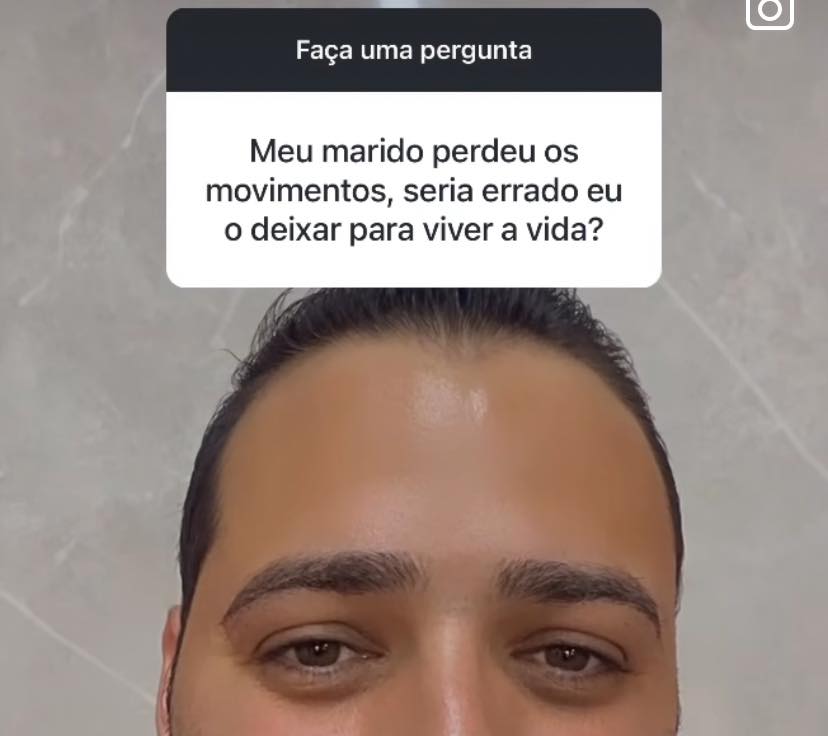 Faça uma pergunta
Meu marido perdeu os
movimentos, seria errado eu
o deixar para viver a vida?